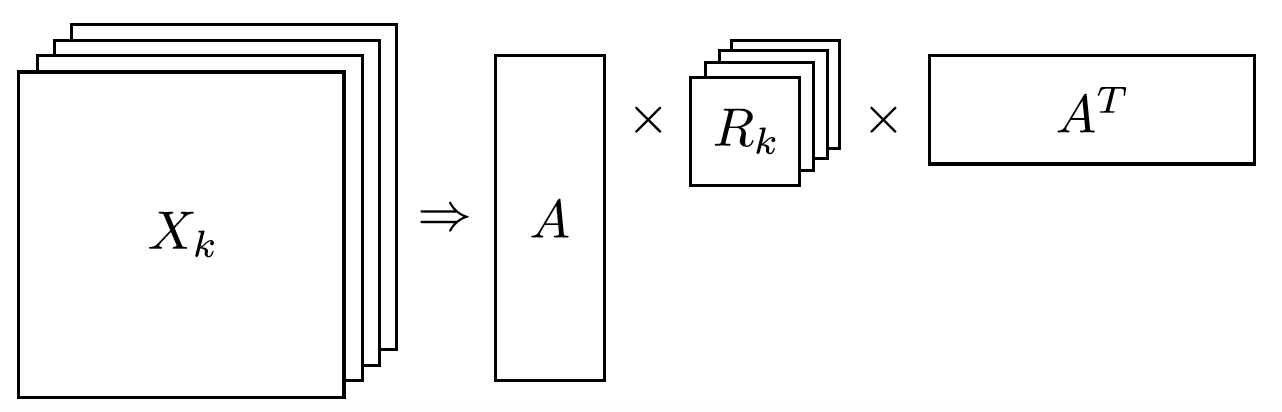 X_k ⇒ A × R_k × A^T